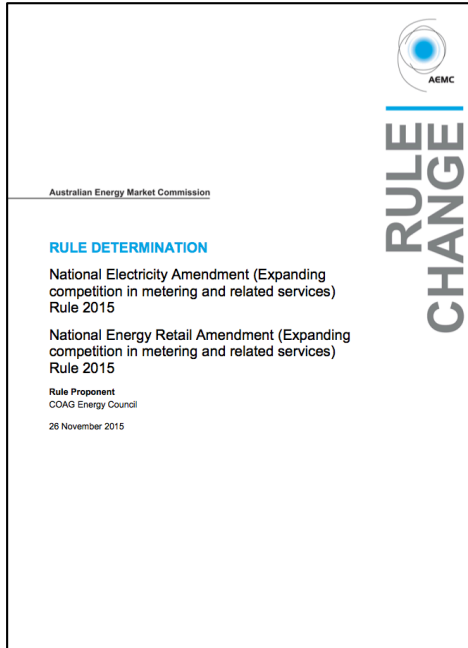 AEMC
RULE
CHANGE
Australian Energy Market Commission
RULE DETERMINATION
National Electricity Amendment (Expanding
competition in metering and related services)
Rule 2015
National Energy Retail Amendment (Expanding
competition in metering and related services)
Rule 2015
Rule Proponent
COAG Energy Council
26 November 2015